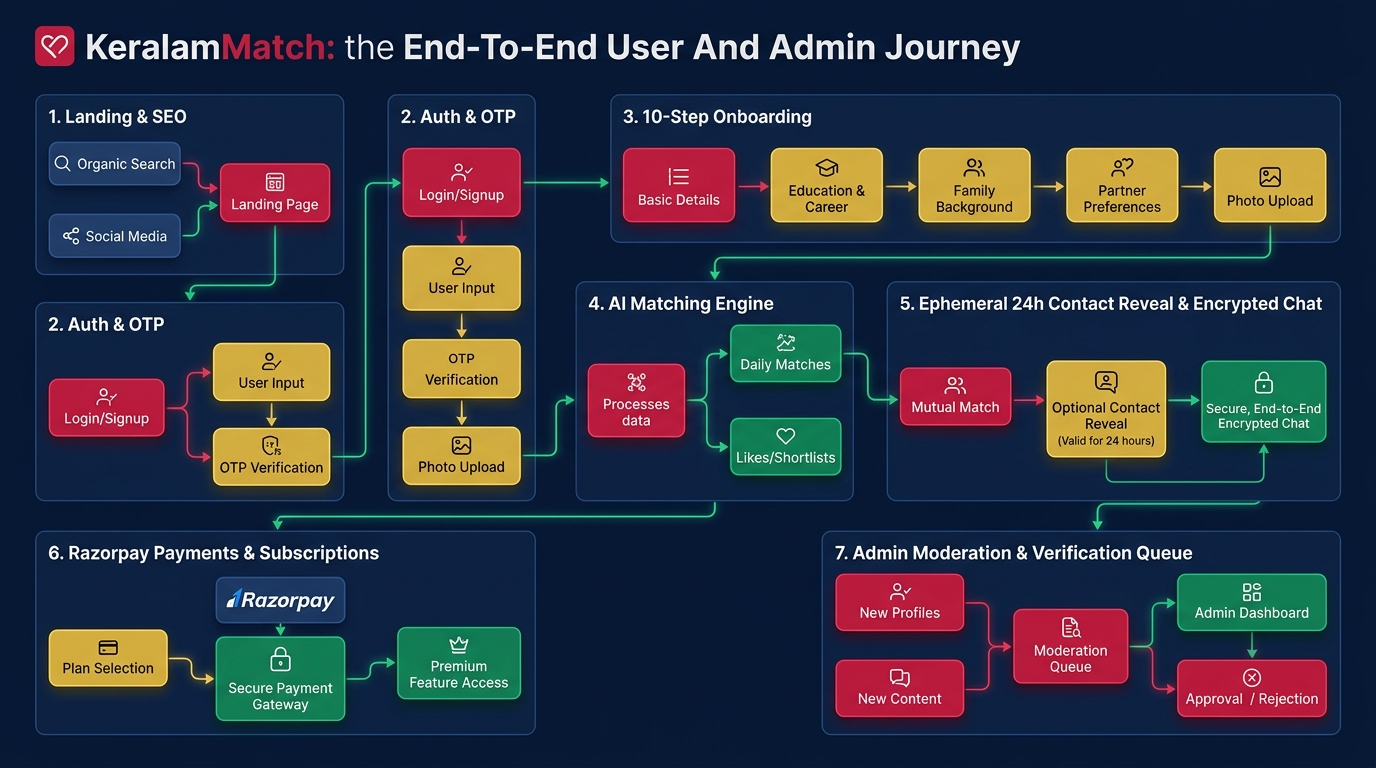 KeralamMatch: the End-To-End User And Admin Journey
1. Landing & SEO
Organic Search
Social Media
Landing Page
2. Auth & OTP
Login/Signup
User Input
OTP Verification
2. Auth & OTP
Login/Signup
User Input
OTP
Verification
Photo Upload
3. 10-Step Onboarding
Basic Details
Education &
Career
Family
Background
Partner
Preferences
Photo Upload
4. AI Matching Engine
Processes
data
Daily Matches
Likes/Shortlists
5. Ephemeral 24h Contact Reveal & Encrypted Chat
Mutual Match
Optional Contact
Reveal
(Valid for 24 hours)
Secure, End-to-End
Encrypted Chat
6. Razorpay Payments & Subscriptions
Razorpay
Plan Selection
Secure Payment
Gateway
Premium
Feature Access
7. Admin Moderation & Verification Queue
New Profiles
New Content
Moderation
Queue
Admin Dashboard
Approval / Rejection